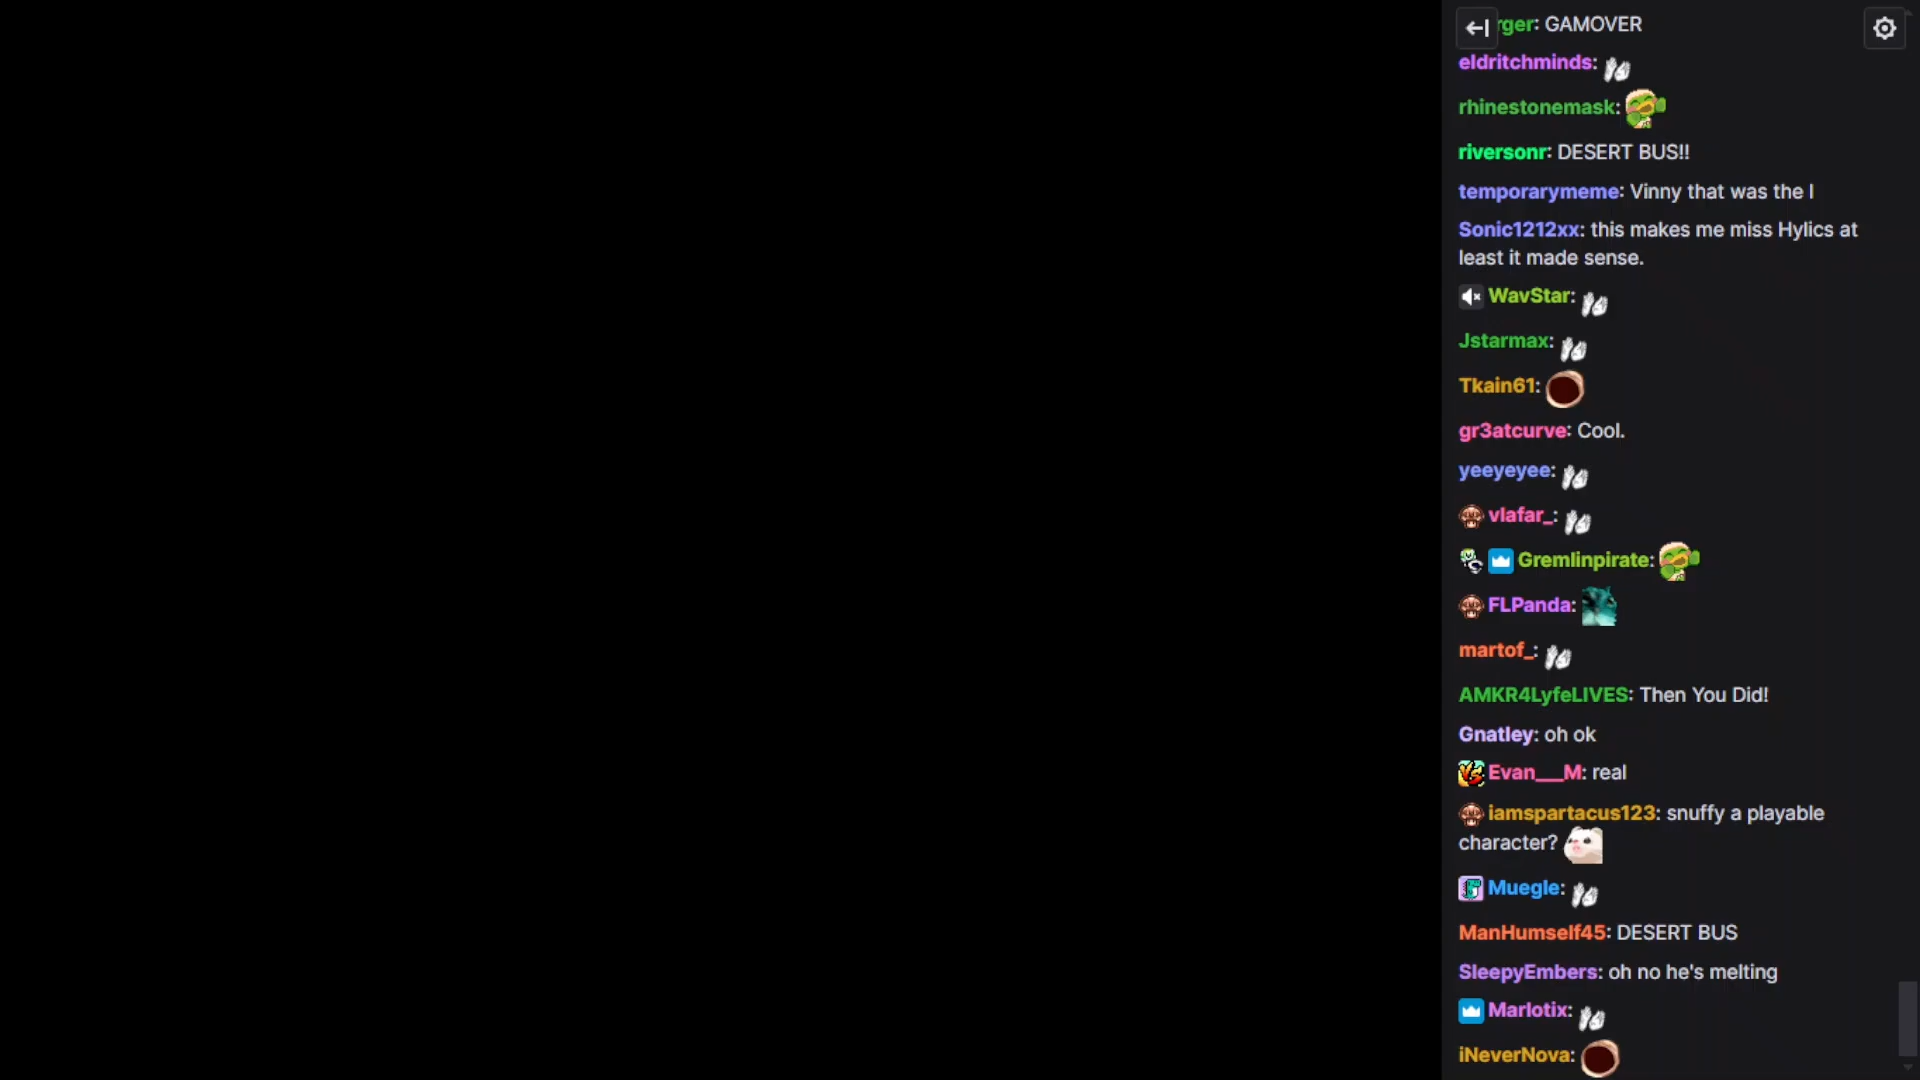 rger: GAMOVER
eldritchminds:
rhinestonemask:
riversonr: DESERT BUS!!
temporarymeme: Vinny that was the I
Sonic1212xx: this makes me miss Hylics at
least it made sense.
WavStar:
Jstarmax:
Tkain61:
gr3atcurve: Cool.
yeeyeyee:
vlafar_:
Gremlinpirate:
FLPanda:
martof_:
AMKR4LyfeLIVES: Then You Did!
Gnatley: oh ok
Evan___M: real
iamspartacus123: snuffy a playable
character?
Muegle:
ManHumself45: DESERT BUS
SleepyEmbers: oh no he's melting
Marlotix:
iNeverNova: